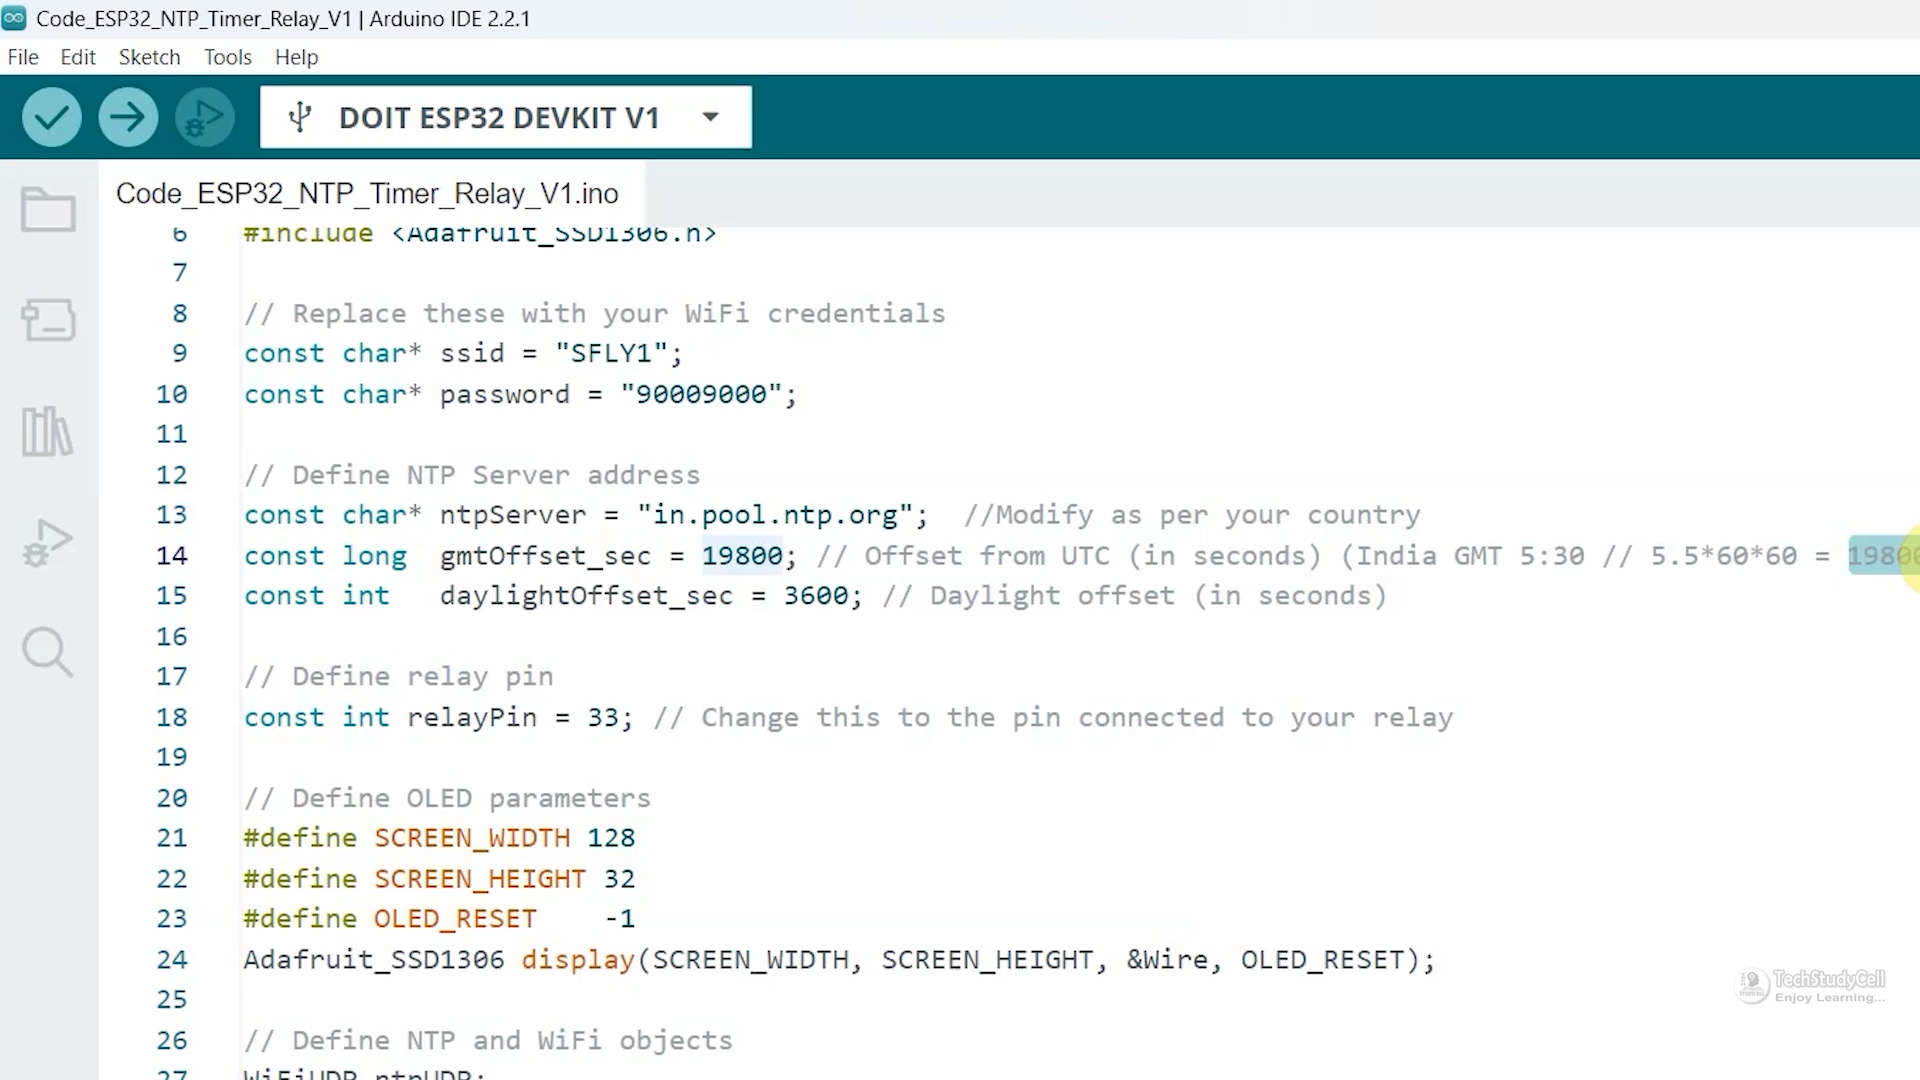 Code_ESP32_NTP_Timer_Relay_V1 | Arduino IDE 2.2.1
File Edit Sketch Tools Help
DOIT ESP32 DEVKIT V1
Code_ESP32_NTP_Timer_Relay_V1.ino
6 #include <Adafruit_SSD1306.h>
7
8 // Replace these with your WiFi credentials
9 const char* ssid = "SFLY1";
10 const char* password = "90009000";
11
12 // Define NTP Server address
13 const char* ntpServer = "in.pool.ntp.org"; //Modify as per your country
14 const long gmtOffset_sec = 19800; // Offset from UTC (in seconds) (India GMT 5:30 // 5.5*60*60 = 19800
15 const int daylightOffset_sec = 3600; // Daylight offset (in seconds)
16
17 // Define relay pin
18 const int relayPin = 33; // Change this to the pin connected to your relay
19
20 // Define OLED parameters
21 #define SCREEN_WIDTH 128
22 #define SCREEN_HEIGHT 32
23 #define OLED_RESET -1
24 Adafruit_SSD1306 display(SCREEN_WIDTH, SCREEN_HEIGHT, &Wire, OLED_RESET);
25
26 // Define NTP and WiFi objects
27 WiFiUDP ntpUDP;
TechStudyCell
Enjoy Learning...